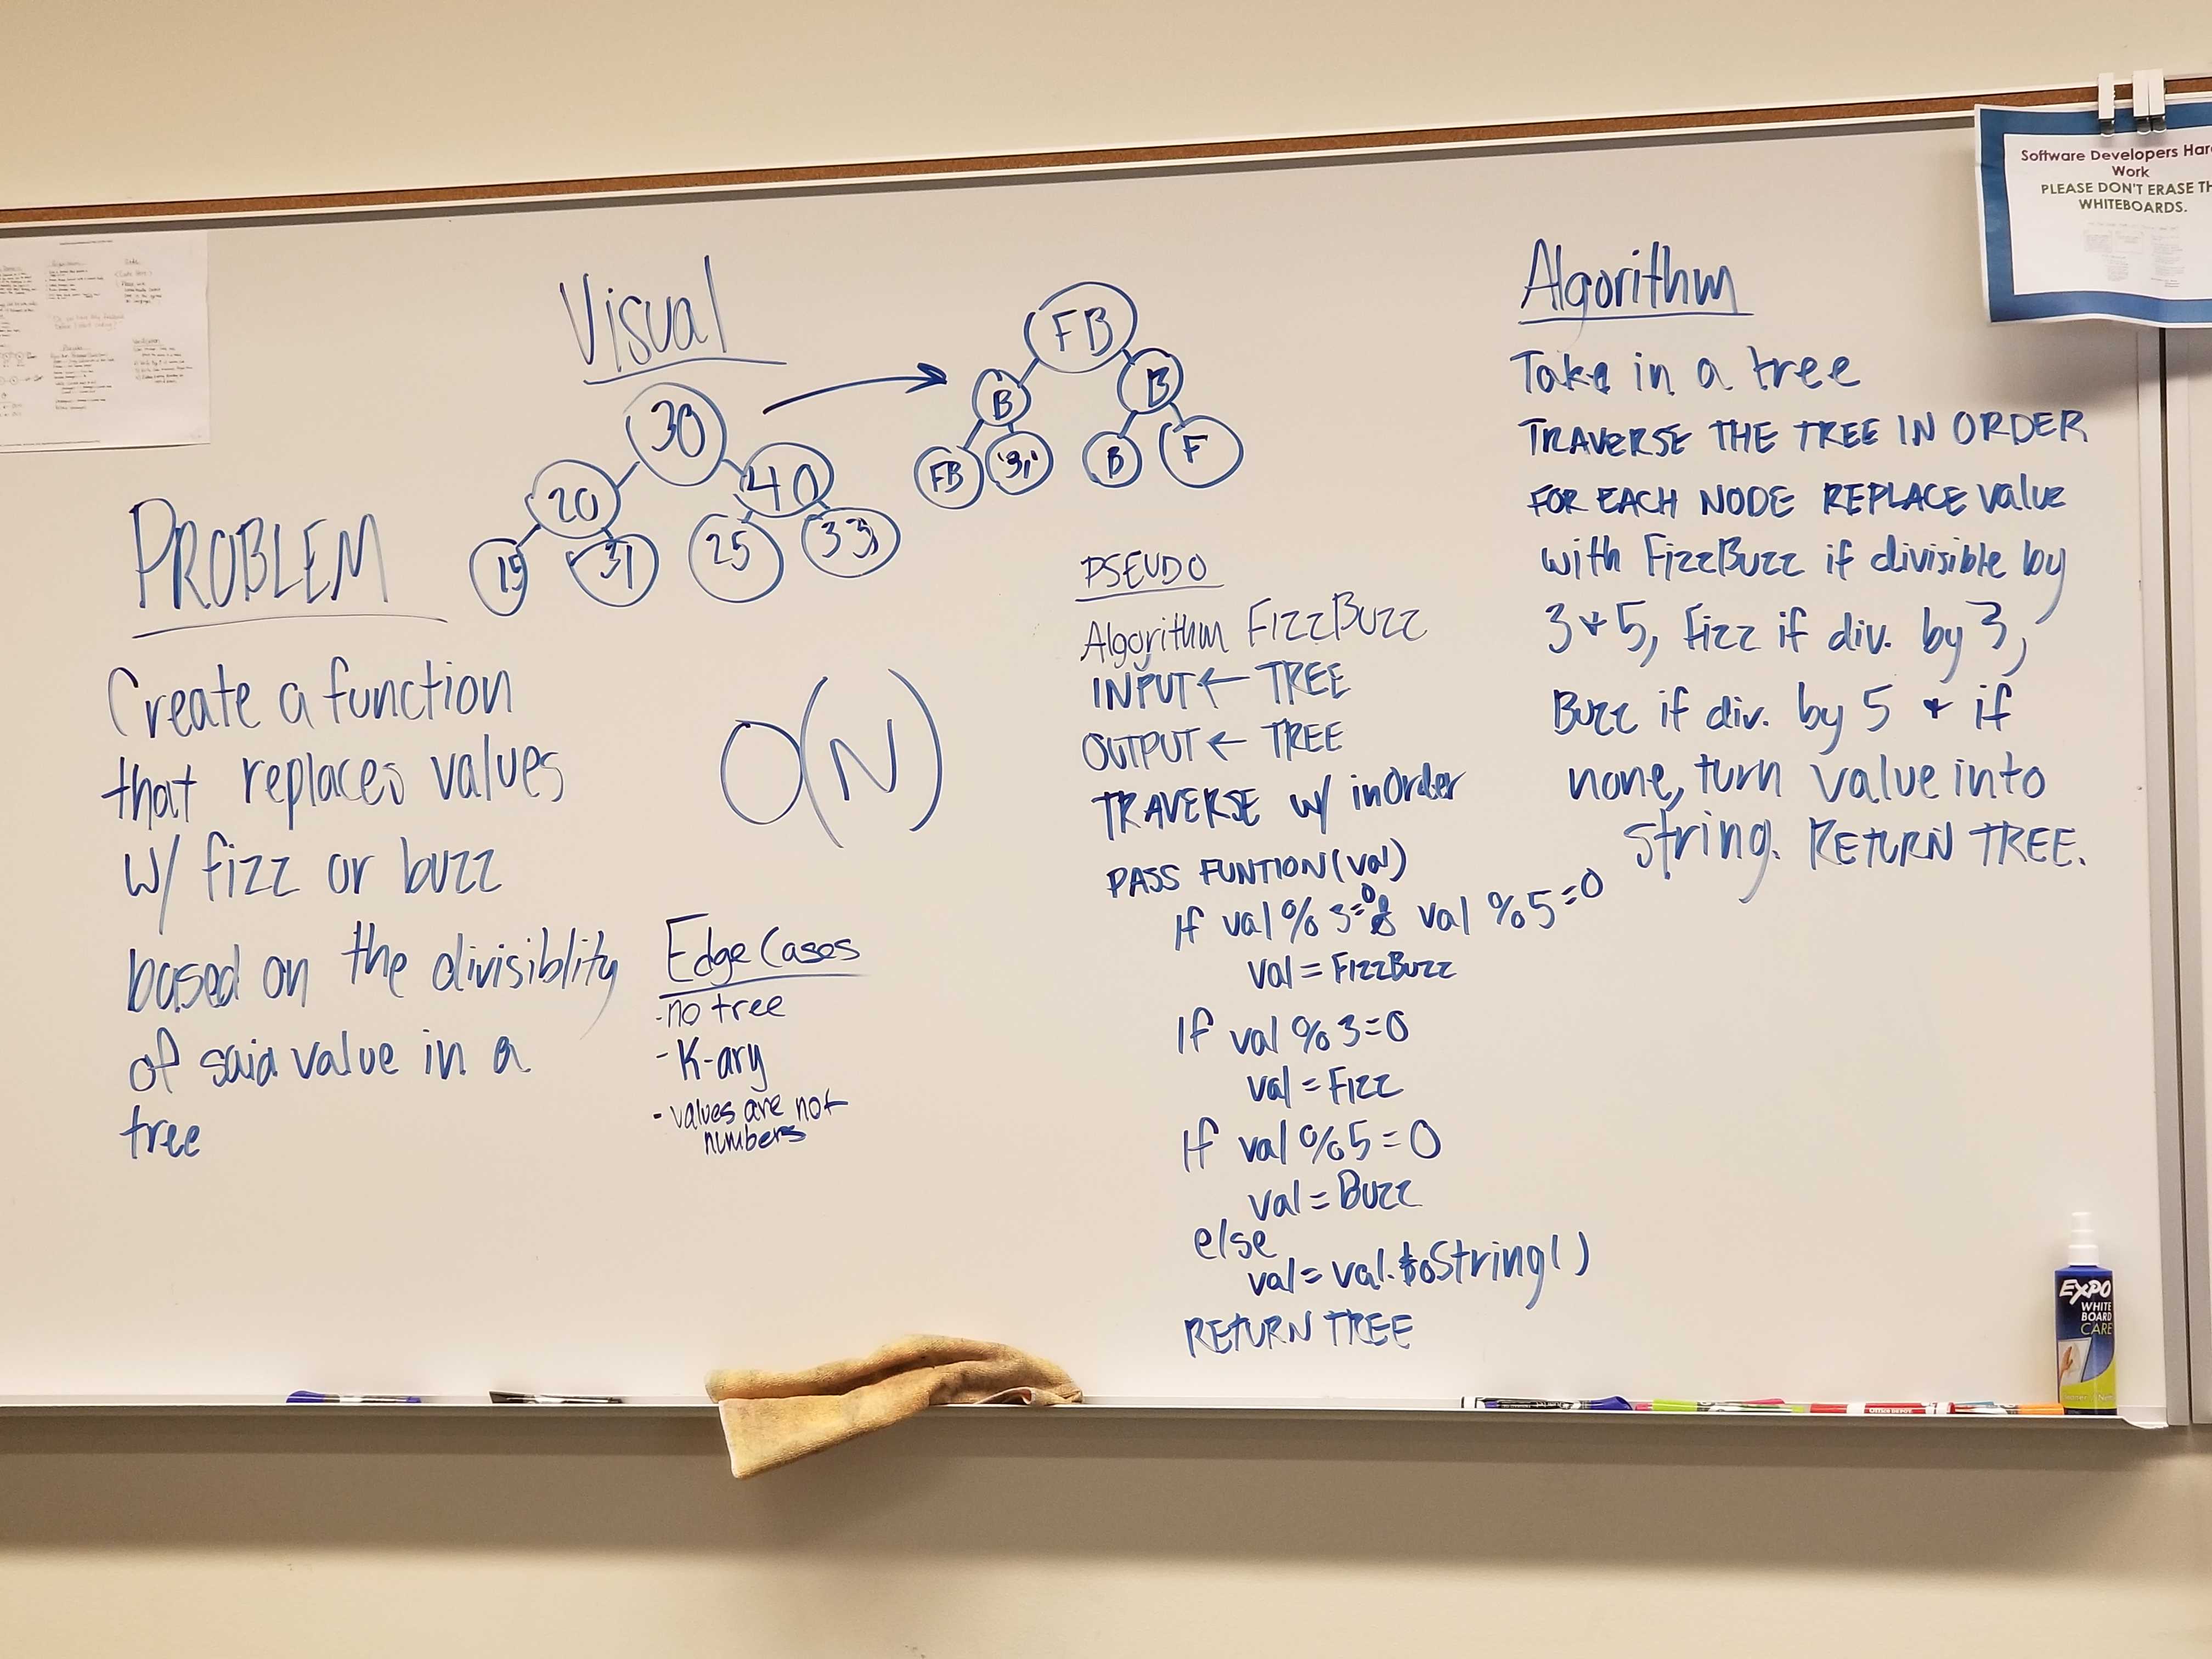 Software Developers
Work
PLEASE DON'T ERASE
WHITEBOARDS.
Visual
30
20
40
15
31
25
33
FB
B
B
FB
'31'
B
F
PROBLEM
Create a function
that replaces values
w/ fizz or buzz
based on the divisiblity
of said value in a
tree
O(N)
Edge Cases
-no tree
-K-ary
-values are not
numbers
PSEUDO
Algorithm FizzBuzz
INPUT ← TREE
OUTPUT ← TREE
TRAVERSE w/ inOrder
PASS FUNTION(val)
If val % 3=0 & val %5=0
val = FizzBuzz
If val % 3=0
val = Fizz
If val %5=0
val = Buzz
else
val = val.toString()
RETURN TREE
Algorithm
Take in a tree
TRAVERSE THE TREE IN ORDER
FOR EACH NODE REPLACE value
with FizzBuzz if divisible by
3 + 5, Fizz if div. by 3,
Buzz if div. by 5 + if
none, turn value into
string. RETURN TREE.
EXPO
WHITE
BOARD
CARE